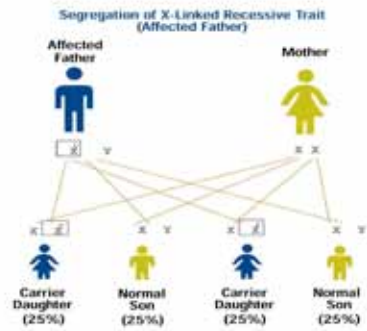 Segregation of X-Linked Recessive Trait
(Affected Father)
Affected
Father
Mother
X Y
X X
X X
X Y
X X
X Y
Carrier
Daughter
(25%)
Normal
Son
(25%)
Carrier
Daughter
(25%)
Normal
Son
(25%)